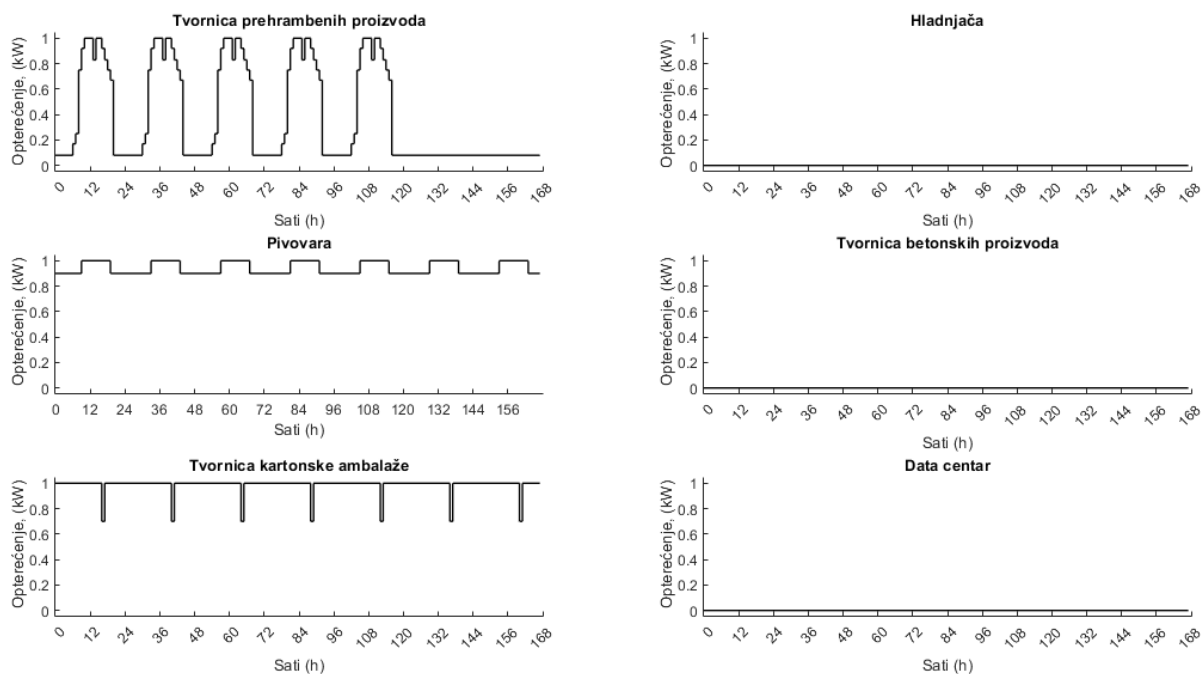 Tvornica prehrambenih proizvoda
Opterećenje, (kW)
1
0.8
0.6
0.4
0.2
0
0 12 24 36 48 60 72 84 96 108 120 132 144 156 168
Sati (h)
Hladnjača
Opterećenje, (kW)
1
0.8
0.6
0.4
0.2
0
0 12 24 36 48 60 72 84 96 108 120 132 144 156 168
Sati (h)
Pivovara
Opterećenje, (kW)
1
0.8
0.6
0.4
0.2
0
0 12 24 36 48 60 72 84 96 108 120 132 144 156
Sati (h)
Tvornica betonskih proizvoda
Opterećenje, (kW)
1
0.8
0.6
0.4
0.2
0
0 12 24 36 48 60 72 84 96 108 120 132 144 156 168
Sati (h)
Tvornica kartonske ambalaže
Opterećenje, (kW)
1
0.8
0.6
0.4
0.2
0
0 12 24 36 48 60 72 84 96 108 120 132 144 156 168
Sati (h)
Data centar
Opterećenje, (kW)
1
0.8
0.6
0.4
0.2
0
0 12 24 36 48 60 72 84 96 108 120 132 144 156 168
Sati (h)